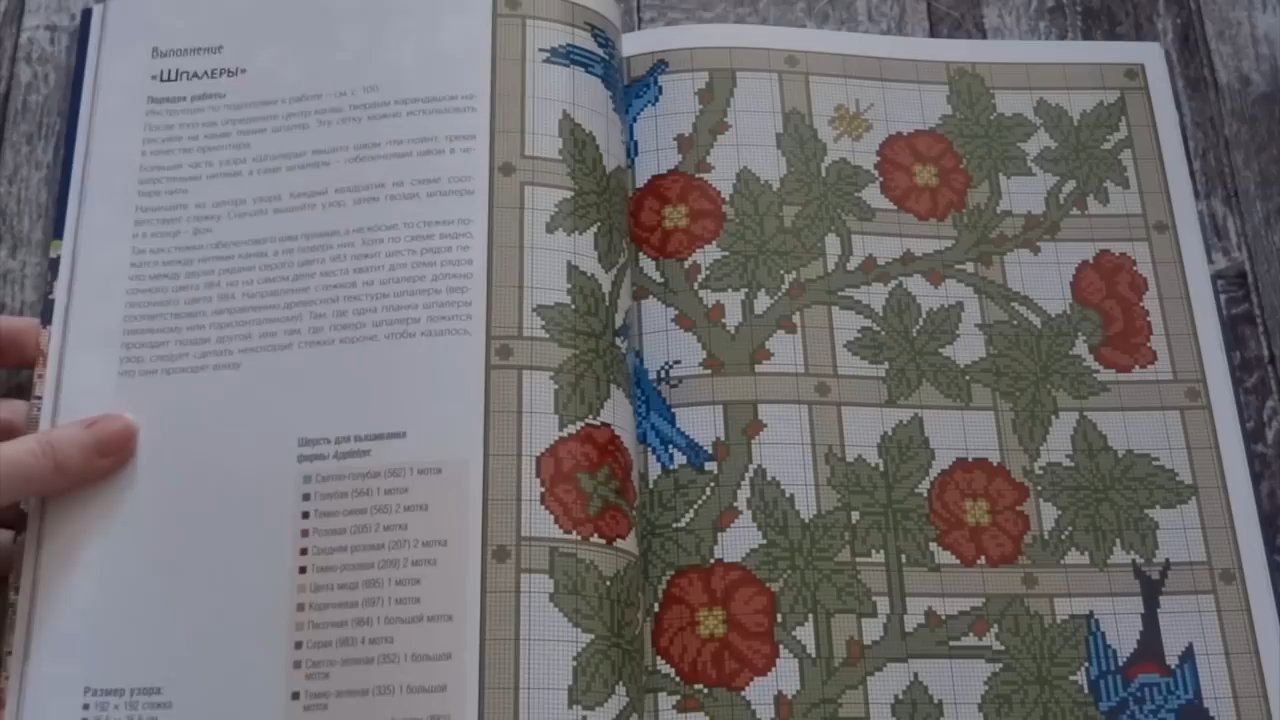 Выполнение
«Шпалеры»
Порядок работы
Инструкции по подготовке к работе – см. с. 100.
После того как определите центр канвы, твердым карандашом на-
рисуйте на канве линии шпалер. Эту сетку можно использовать
в качестве ориентира.
Большая часть узора «Шпалеры» вышита швом пти-поинт, тремя
шерстяными нитями, а сами шпалеры – гобеленовым швом в че-
тыре нити.
Начинайте из центра узора. Каждый квадратик на схеме соот-
ветствует стежку. Сначала вышейте узор, затем гвозди, шпалеры
и в конце – фон.
Так как стежки гобеленового шва прямые, а не косые, то стежки ло-
жатся между нитями канвы, а не поверх них. Хотя по схеме видно,
что между двумя рядами серого цвета 983 лежит шесть рядов пе-
сочного цвета 984, но на самом деле места хватит для семи рядов
песочного цвета 984. Направление стежков на шпалере должно
соответствовать направлению древесной текстуры шпалеры (вер-
тикальному или горизонтальному). Там, где одна планка шпалеры
проходит позади другой, или там, где поверх шпалеры ложится
узор, следует сделать некоторые стежки короче, чтобы казалось,
что они проходят внизу
Шерсть для вышивания
фирмы Appleton
Светло-голубая (562) 1 моток
Голубая (564) 1 моток
Темно-синяя (565) 2 мотка
Розовая (205) 2 мотка
Средняя розовая (207) 2 мотка
Темно-розовая (209) 2 мотка
Цвета меда (695) 1 моток
Коричневая (697) 1 моток
Песочная (984) 1 большой моток
Серая (983) 4 мотка
Светло-зеленая (352) 1 большой
моток
Темно-зеленая (335) 1 большой
моток
Размер узора:
192 × 192 стежка